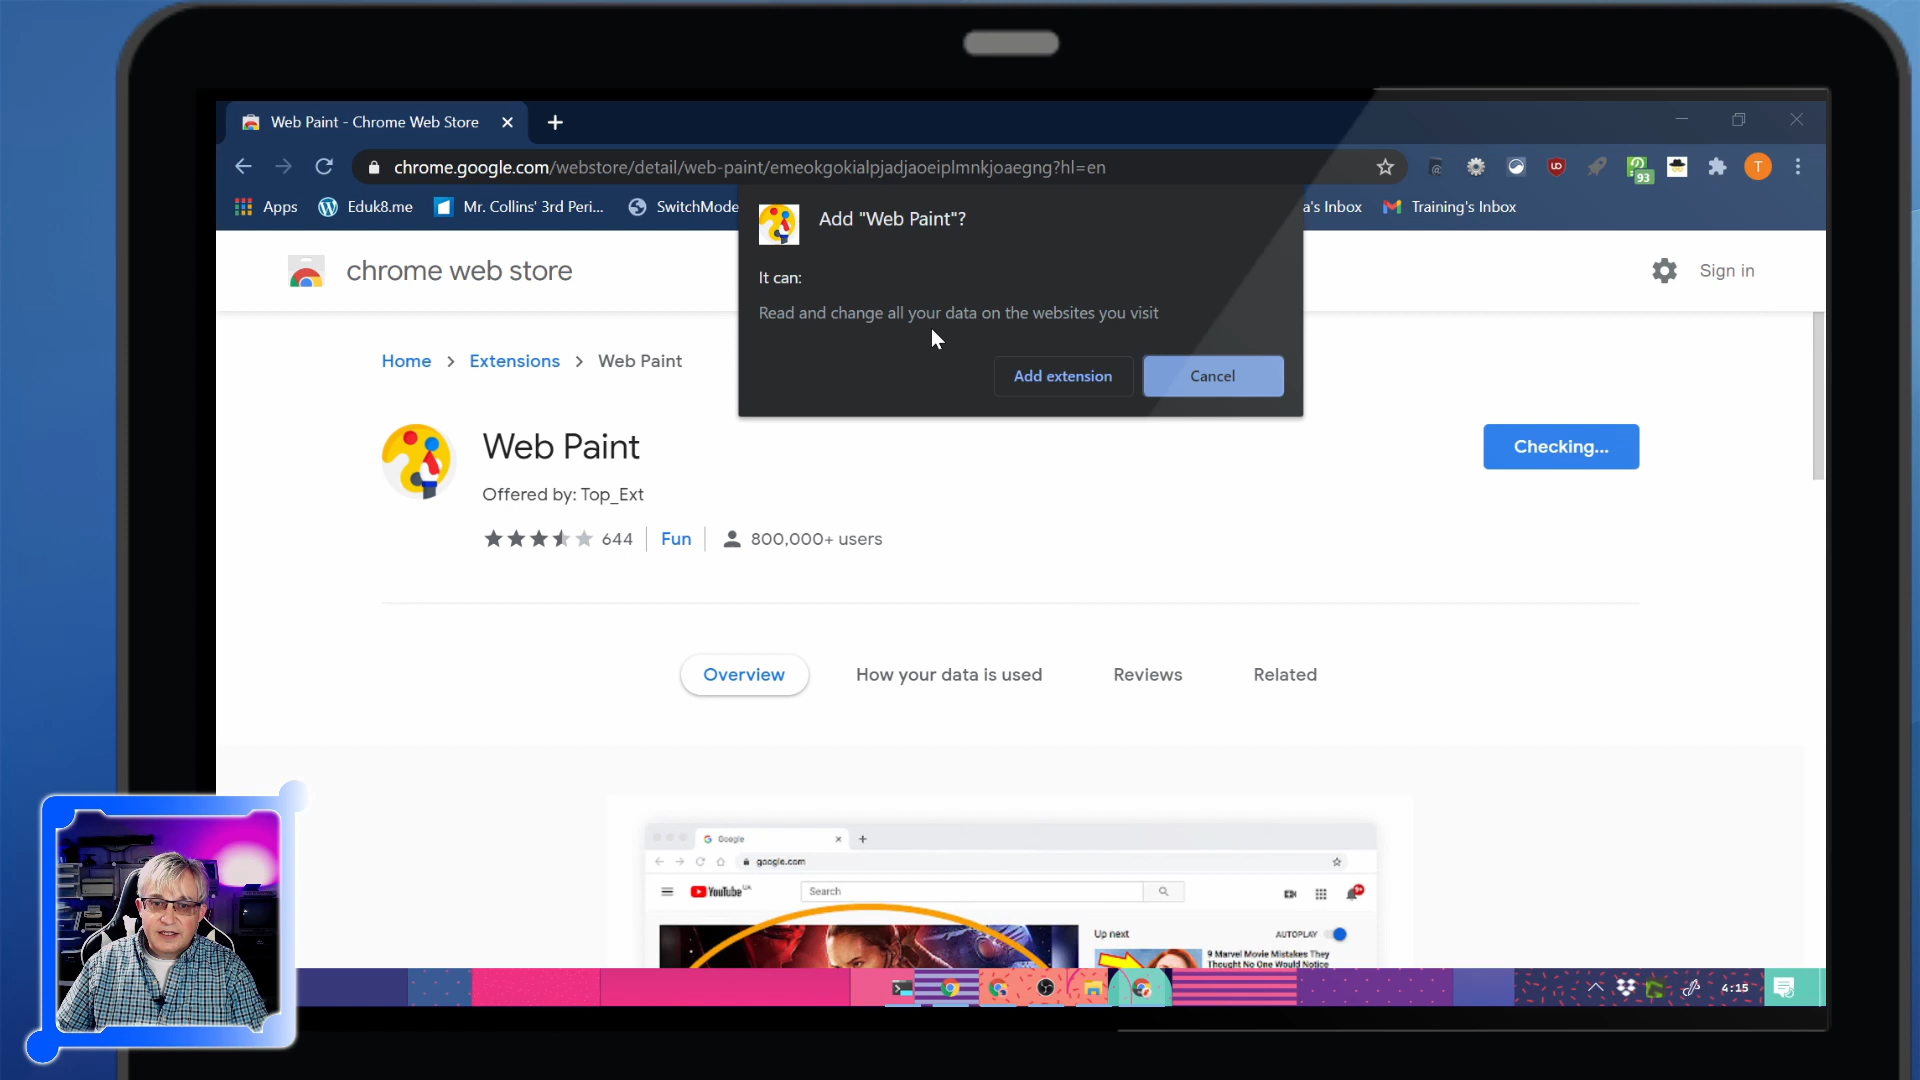 Web Paint - Chrome Web Store
chrome.google.com/webstore/detail/web-paint/emeokgokialpjadjaoeiplmnkjoaegng?hl=en
93
T
Apps
Eduk8.me
Mr. Collins' 3rd Peri...
SwitchMode
a's Inbox
Training's Inbox
Add "Web Paint"?
It can:
Read and change all your data on the websites you visit
Add extension
Cancel
chrome web store
Sign in
Home
Extensions
Web Paint
Web Paint
Checking...
Offered by: Top_Ext
644
Fun
800,000+ users
Overview
How your data is used
Reviews
Related
Google
google.com
YouTube UA
Search
9+
Up next
AUTOPLAY
9 Marvel Movie Mistakes They
Thought No One Would Notice
4:15